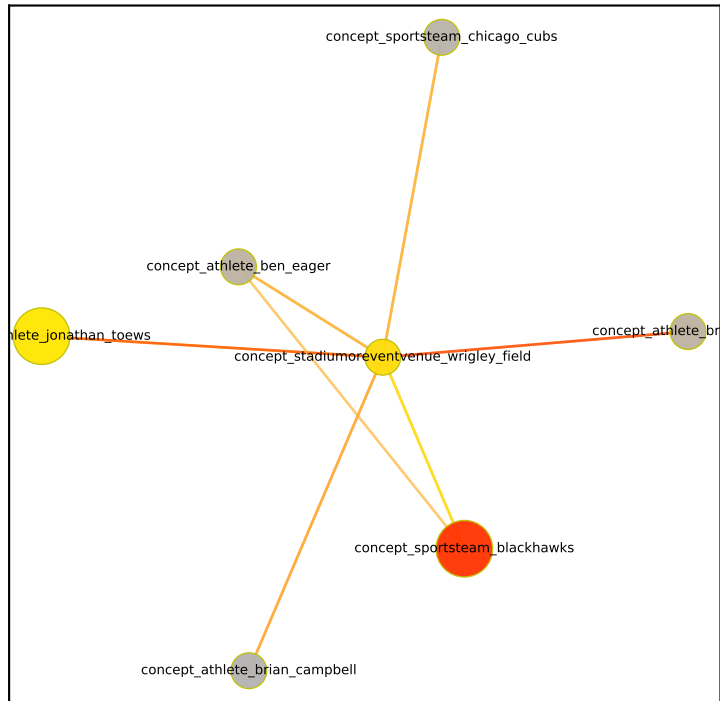 concept_sportsteam_chicago_cubs
concept_athlete_ben_eager
concept_athlete_br
hlete_jonathan_toews
concept_stadiumoreventvenue_wrigley_field
concept_sportsteam_blackhawks
concept_athlete_brian_campbell